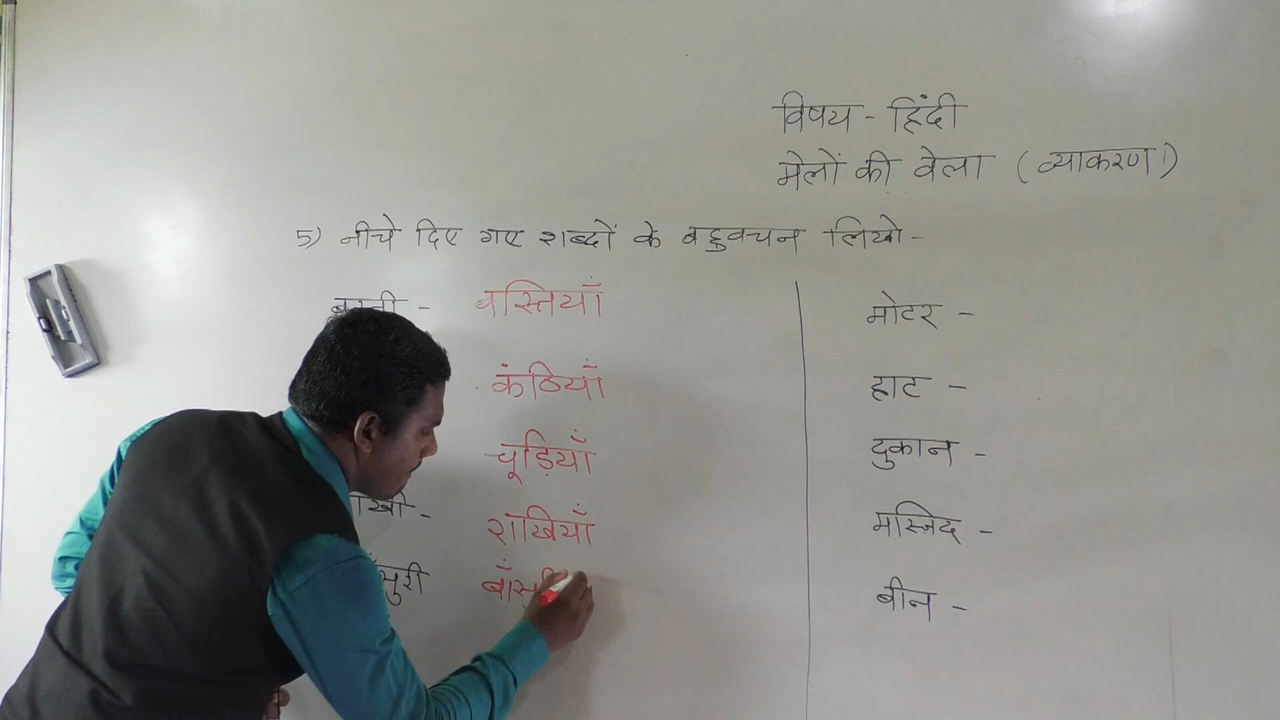 विषय - हिंदी
मेलों की वेला (व्याकरण)
5) नीचे दिए गए शब्दों के बहुवचन लिखो -
बस्तियाँ
कंठियाँ
चूड़ियाँ
राखियाँ
मोटर -
हाट -
दुकान -
मस्जिद -
बीन -